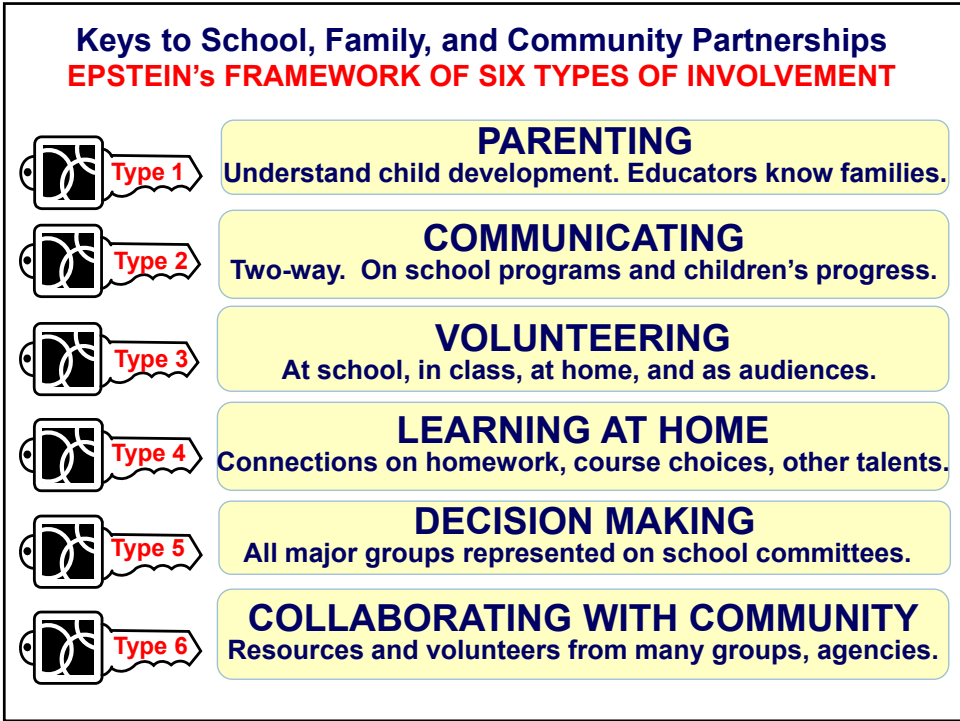 Keys to School, Family, and Community Partnerships
EPSTEIN's FRAMEWORK OF SIX TYPES OF INVOLVEMENT
Type 1
PARENTING
Understand child development. Educators know families.
Type 2
COMMUNICATING
Two-way. On school programs and children's progress.
Type 3
VOLUNTEERING
At school, in class, at home, and as audiences.
Type 4
LEARNING AT HOME
Connections on homework, course choices, other talents.
Type 5
DECISION MAKING
All major groups represented on school committees.
Type 6
COLLABORATING WITH COMMUNITY
Resources and volunteers from many groups, agencies.